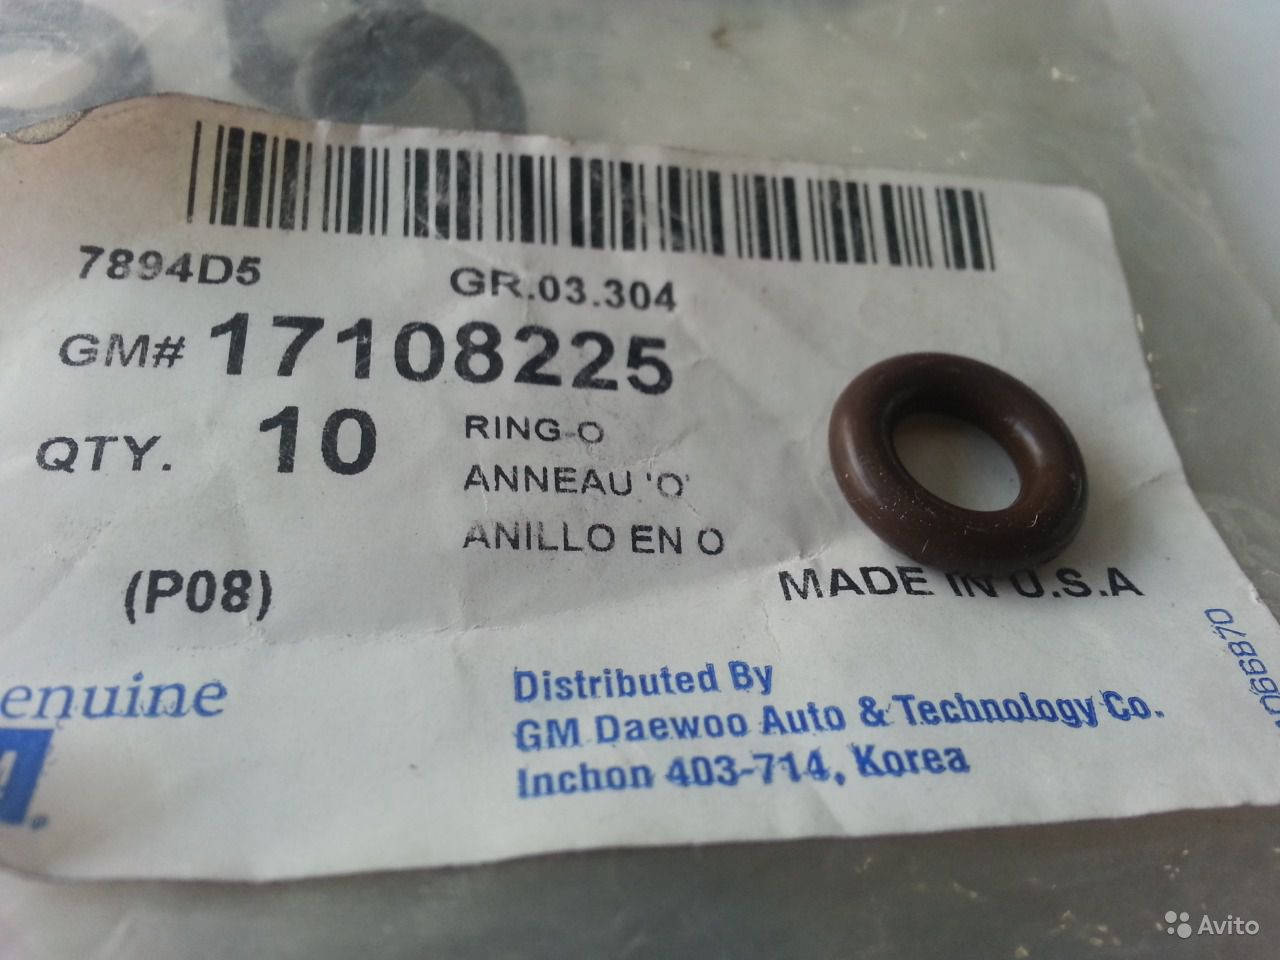 7894D5 GR.03.304
GM# 17108225
QTY. 10 RING-O
ANNEAU 'O'
ANILLO EN O
(P08)
MADE IN U.S.A
enuine
Distributed By
GM Daewoo Auto & Technology Co.
Inchon 403-714, Korea
Avito